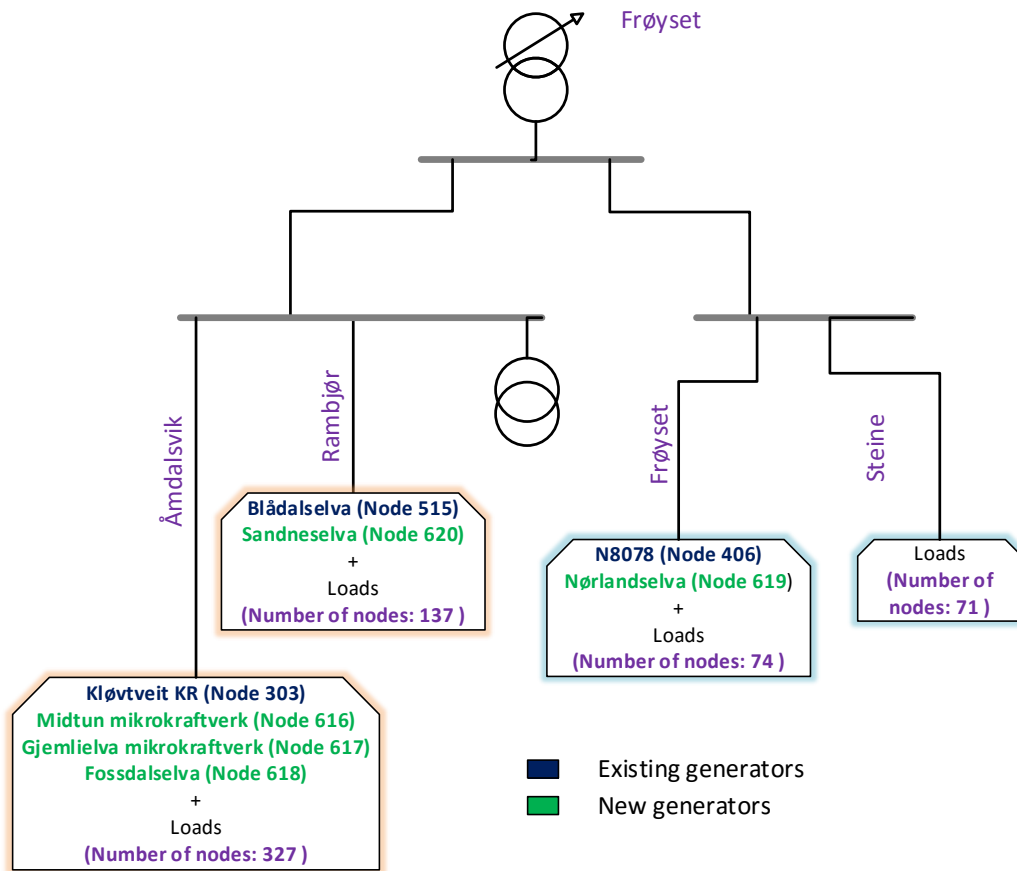 Frøyset
Åmdalsvik
Rambjør
Frøyset
Steine
Blådalselva (Node 515)
Sandneselva (Node 620)
+
Loads
(Number of nodes: 137 )
N8078 (Node 406)
Nørlandselva (Node 619)
+
Loads
(Number of nodes: 74 )
Loads
(Number of
nodes: 71 )
Kløvtveit KR (Node 303)
Midtun mikrokraftverk (Node 616)
Gjemlielva mikrokraftverk (Node 617)
Fossdalselva (Node 618)
+
Loads
(Number of nodes: 327 )
Existing generators
New generators